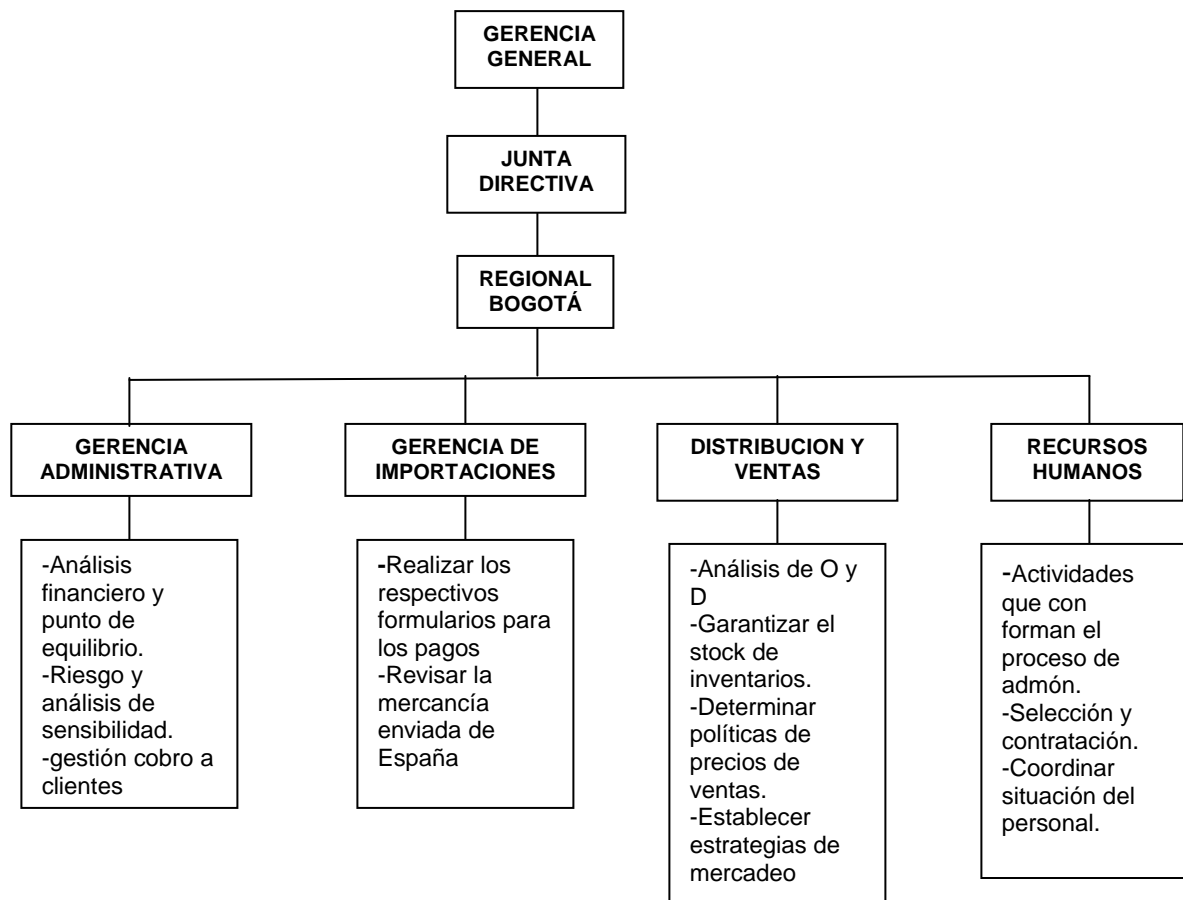 GERENCIA
GENERAL
JUNTA
DIRECTIVA
REGIONAL
BOGOTÁ
GERENCIA
ADMINISTRATIVA
GERENCIA DE
IMPORTACIONES
DISTRIBUCION Y
VENTAS
RECURSOS
HUMANOS
-Análisis
financiero y
punto de
equilibrio.
-Riesgo y
análisis de
sensibilidad.
-gestión cobro a
clientes
-Realizar los
respectivos
formularios para
los pagos
-Revisar la
mercancía
enviada de
España
-Análisis de O y
D
-Garantizar el
stock de
inventarios.
-Determinar
políticas de
precios de
ventas.
-Establecer
estrategias de
mercadeo
-Actividades
que con
forman el
proceso de
admón.
-Selección y
contratación.
-Coordinar
situación del
personal.